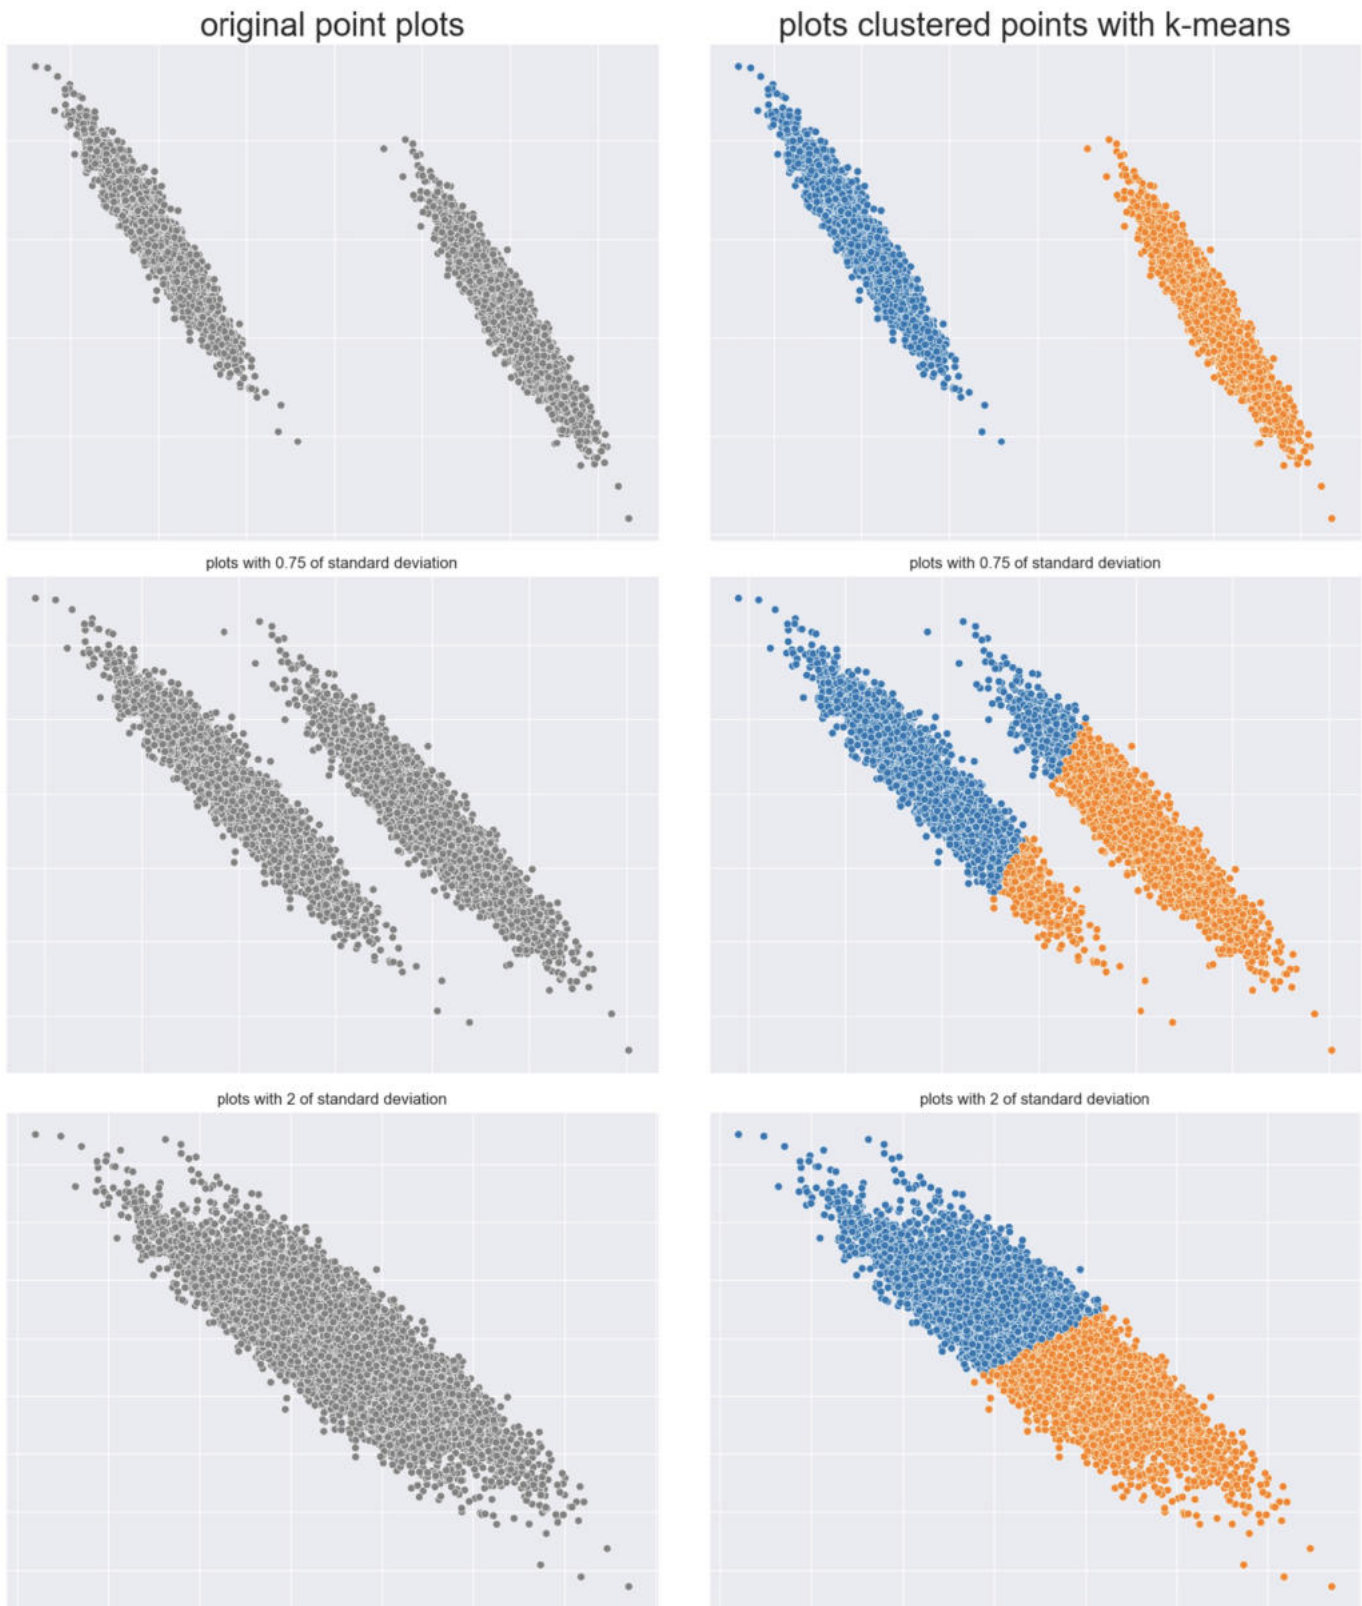 original point plots
plots clustered points with k-means
plots with 0.75 of standard deviation
plots with 0.75 of standard deviation
plots with 2 of standard deviation
plots with 2 of standard deviation